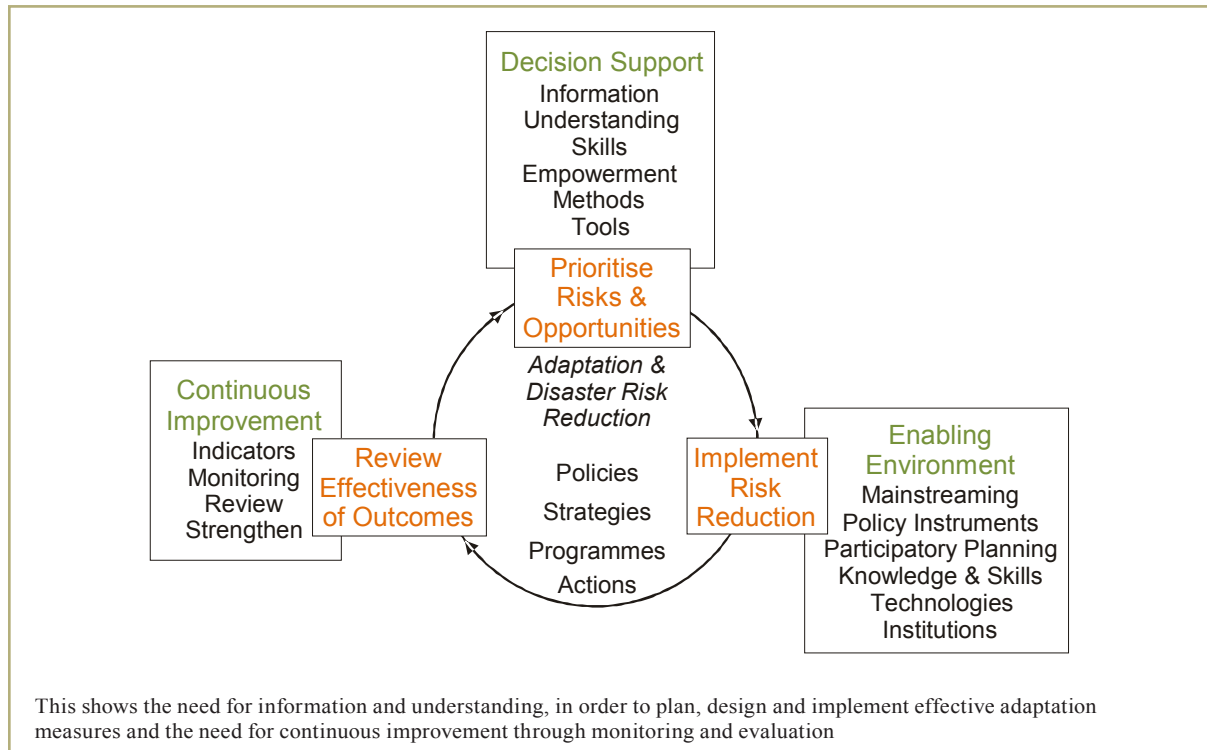 Decision Support
Information
Understanding
Skills
Empowerment
Methods
Tools
Prioritise
Risks &
Opportunities
Adaptation &
Disaster Risk
Reduction
Policies
Strategies
Programmes
Actions
Continuous
Improvement
Indicators
Monitoring
Review
Strengthen
Review
Effectiveness
of Outcomes
Implement
Risk
Reduction
Enabling
Environment
Mainstreaming
Policy Instruments
Participatory Planning
Knowledge & Skills
Technologies
Institutions
This shows the need for information and understanding, in order to plan, design and implement effective adaptation
measures and the need for continuous improvement through monitoring and evaluation